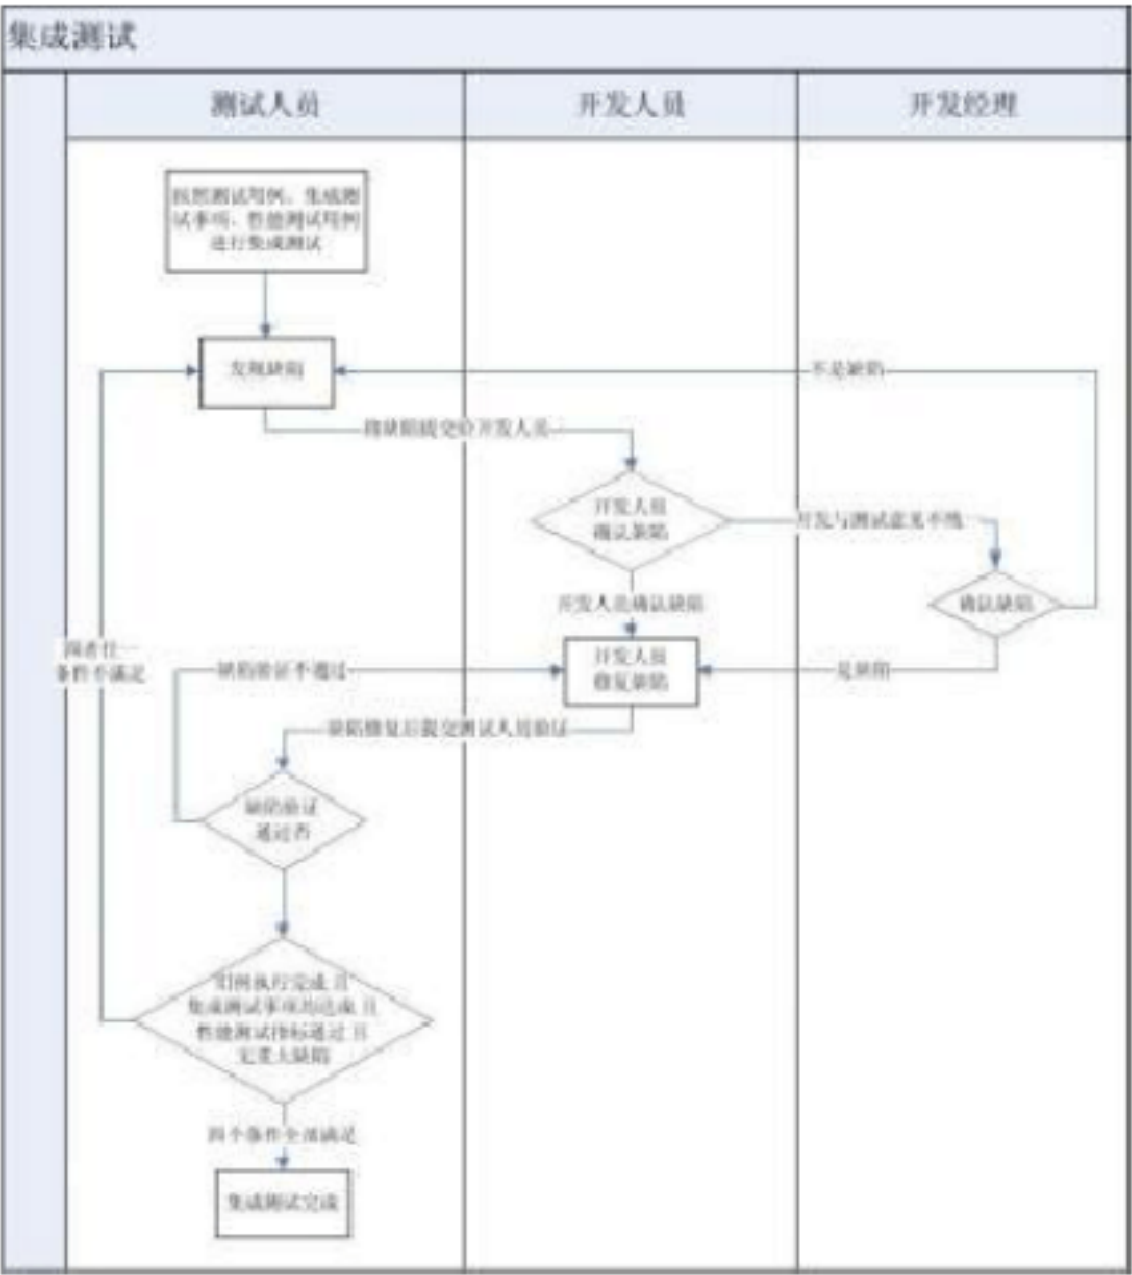 集成测试
测试人员
开发人员
开发经理
按照测试用例、集成测
试事项、性能测试用例
进行集成测试
发现缺陷
不是缺陷
将缺陷提交给开发人员
开发人员
确认缺陷
开发与测试意见不统
确认缺陷
开发人员确认缺陷
四者任一
条件不满足
缺陷验证不通过
开发人员
修复缺陷
是缺陷
缺陷修复后提交测试人员验证
缺陷验证
通过否
用例执行完成 且
集成测试事项均达成 且
性能测试指标通过 且
无重大缺陷
四个条件全部满足
集成测试完成